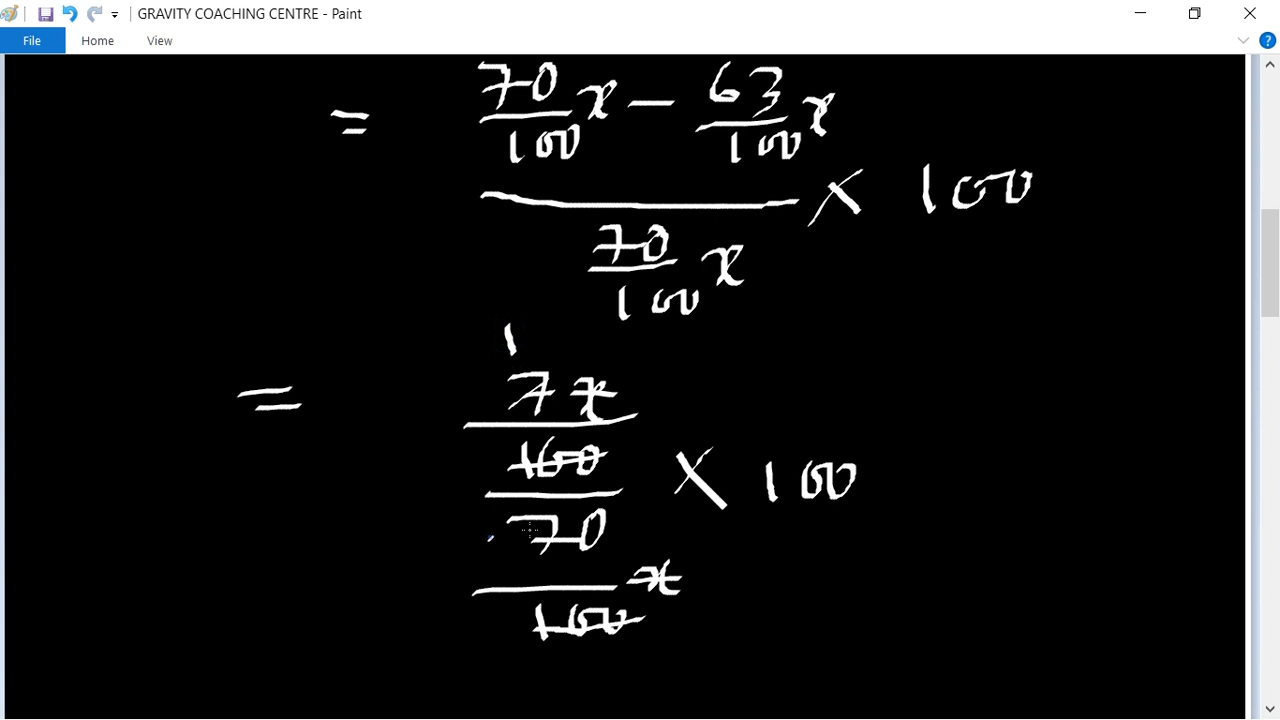 GRAVITY COACHING CENTRE - Paint
File Home View
= 70/100 x - 63/100 x
× 100
70/100 x
1
= 7x
100 × 100
70
x
100